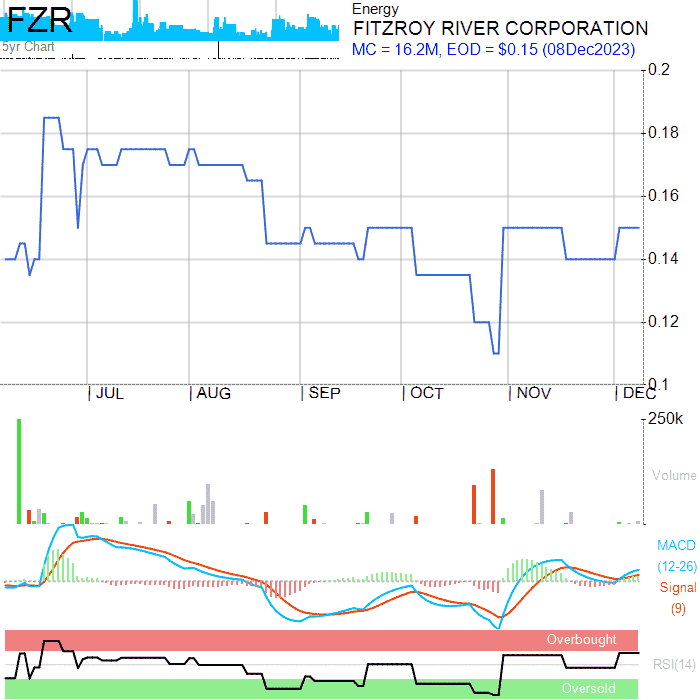 FZR
5yr Chart
Energy
FITZROY RIVER CORPORATION
MC = 16.2M, EOD = $0.15 (08Dec2023)
0.2
0.18
0.16
0.14
0.12
0.1
JUL AUG SEP OCT NOV DEC
250k
Volume
MACD
(12-26)
Signal
(9)
Overbought
RSI(14)
Oversold